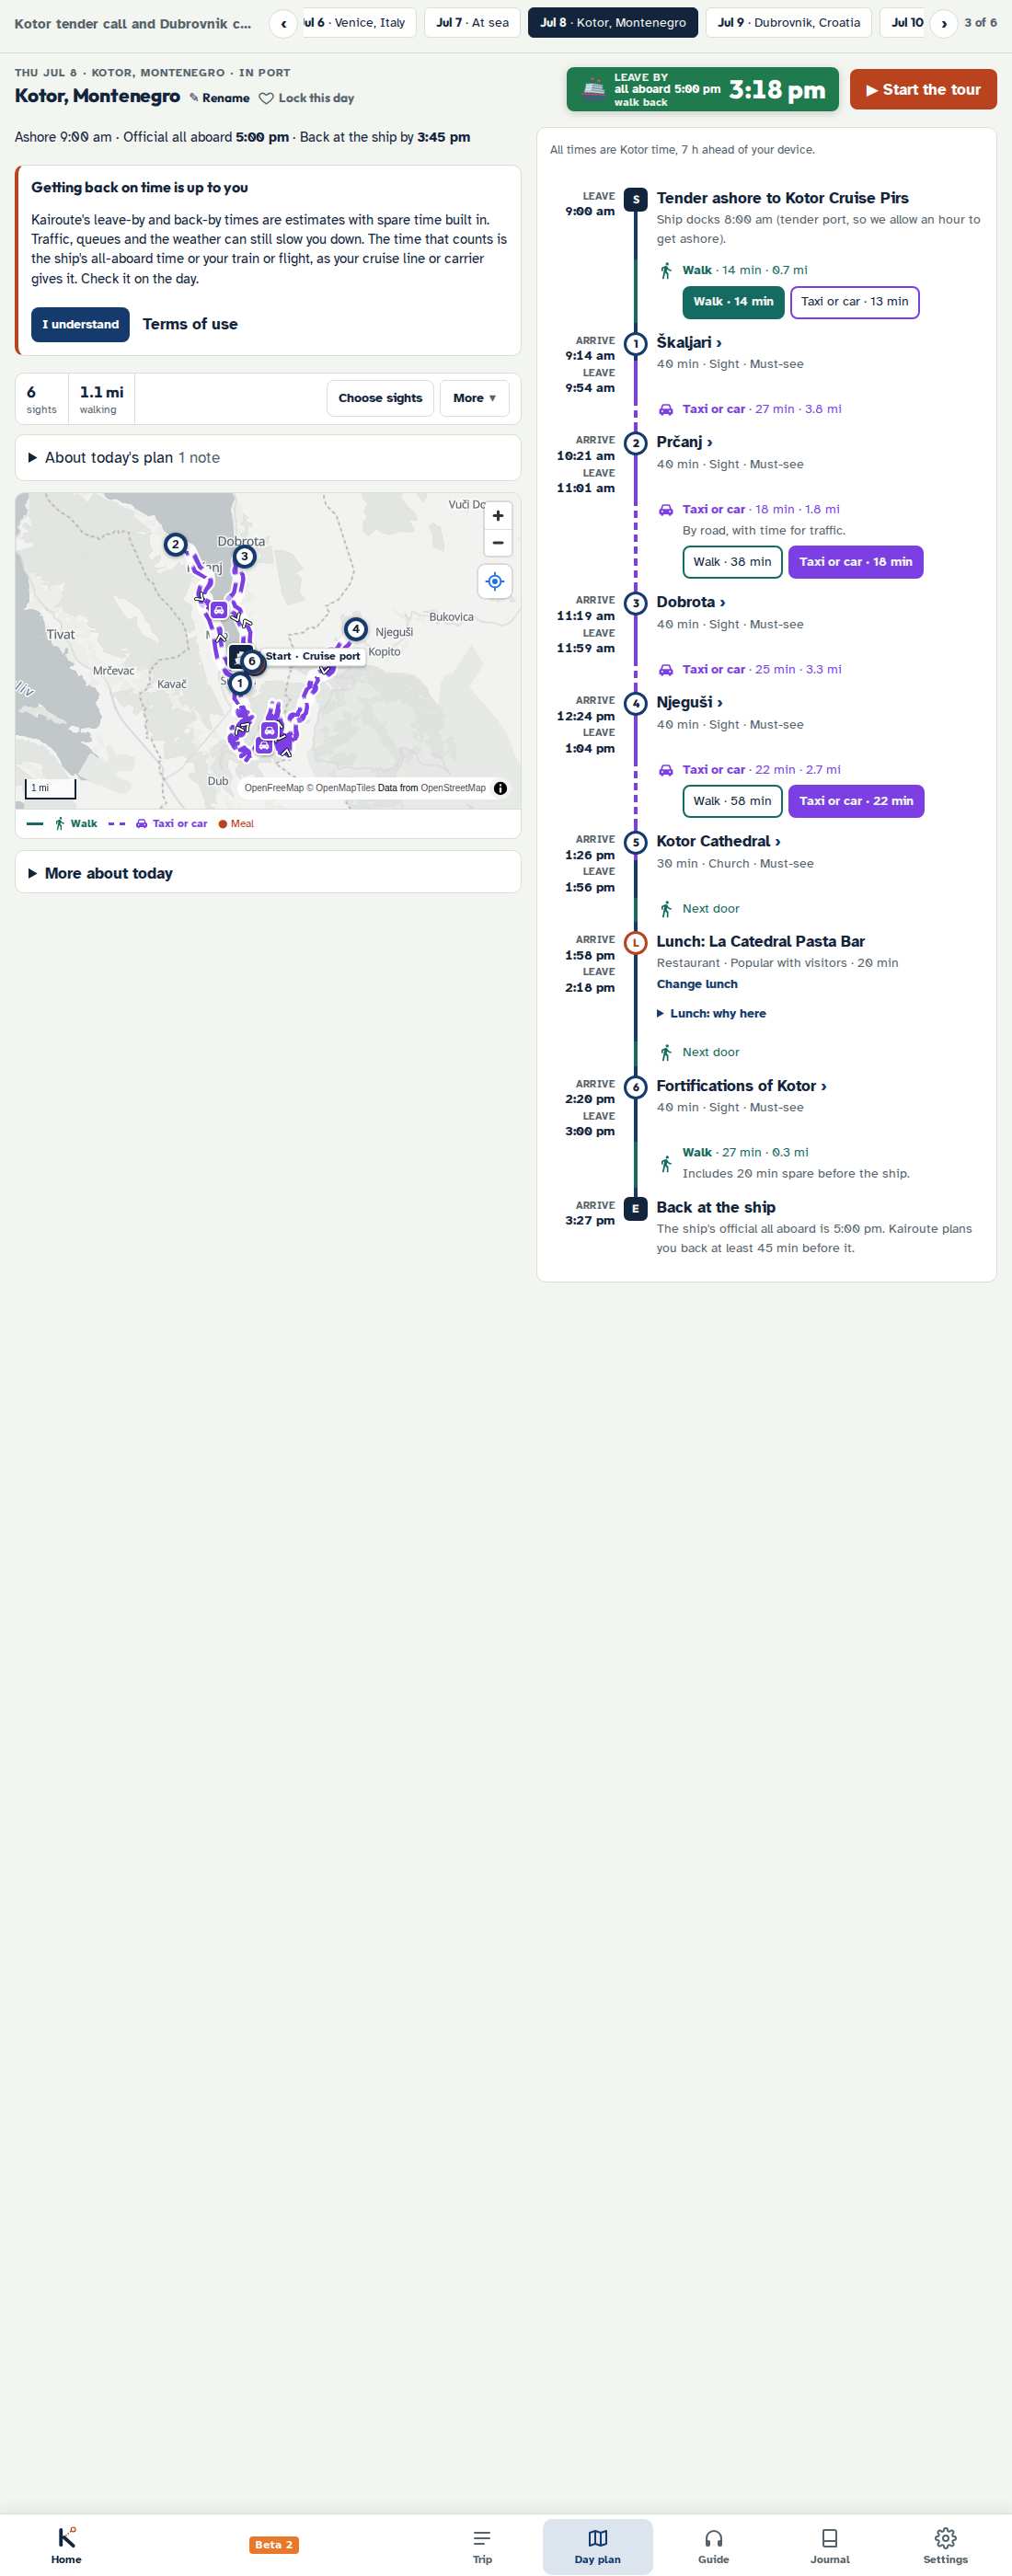 Kotor tender call and Dubrovnik c...
‹
Jul 6 · Venice, Italy
Jul 7 · At sea
Jul 8 · Kotor, Montenegro
Jul 9 · Dubrovnik, Croatia
Jul 10
›
3 of 6
THU JUL 8 · KOTOR, MONTENEGRO · IN PORT
Kotor, Montenegro
✎ Rename
Lock this day
LEAVE BY
all aboard 5:00 pm
walk back
3:18 pm
▶ Start the tour
Ashore 9:00 am · Official all aboard 5:00 pm · Back at the ship by 3:45 pm
Getting back on time is up to you
Kairoute's leave-by and back-by times are estimates with spare time built in.
Traffic, queues and the weather can still slow you down. The time that counts is
the ship's all-aboard time or your train or flight, as your cruise line or carrier
gives it. Check it on the day.
I understand
Terms of use
6
sights
1.1 mi
walking
Choose sights
More ▼
▶ About today's plan 1 note
Vuči Do
+
−
2
Dobrota
3
4
Njeguši
Bukovica
Tivat
Kopito
6
Start · Cruise port
1
Mrčevac
Kavač
Dub
1 mi
OpenFreeMap © OpenMapTiles Data from OpenStreetMap
Walk
Taxi or car
Meal
▶ More about today
All times are Kotor time, 7 h ahead of your device.
LEAVE
9:00 am
S
Tender ashore to Kotor Cruise Pirs
Ship docks 8:00 am (tender port, so we allow an hour to
get ashore).
Walk · 14 min · 0.7 mi
Walk · 14 min
Taxi or car · 13 min
ARRIVE
9:14 am
LEAVE
9:54 am
1
Škaljari ›
40 min · Sight · Must-see
Taxi or car · 27 min · 3.8 mi
ARRIVE
10:21 am
LEAVE
11:01 am
2
Prčanj ›
40 min · Sight · Must-see
Taxi or car · 18 min · 1.8 mi
By road, with time for traffic.
Walk · 38 min
Taxi or car · 18 min
ARRIVE
11:19 am
LEAVE
11:59 am
3
Dobrota ›
40 min · Sight · Must-see
Taxi or car · 25 min · 3.3 mi
ARRIVE
12:24 pm
LEAVE
1:04 pm
4
Njeguši ›
40 min · Sight · Must-see
Taxi or car · 22 min · 2.7 mi
Walk · 58 min
Taxi or car · 22 min
ARRIVE
1:26 pm
LEAVE
1:56 pm
5
Kotor Cathedral ›
30 min · Church · Must-see
Next door
ARRIVE
1:58 pm
LEAVE
2:18 pm
L
Lunch: La Catedral Pasta Bar
Restaurant · Popular with visitors · 20 min
Change lunch
▶ Lunch: why here
Next door
ARRIVE
2:20 pm
LEAVE
3:00 pm
6
Fortifications of Kotor ›
40 min · Sight · Must-see
Walk · 27 min · 0.3 mi
Includes 20 min spare before the ship.
ARRIVE
3:27 pm
E
Back at the ship
The ship's official all aboard is 5:00 pm. Kairoute plans
you back at least 45 min before it.
Home
Beta 2
Trip
Day plan
Guide
Journal
Settings